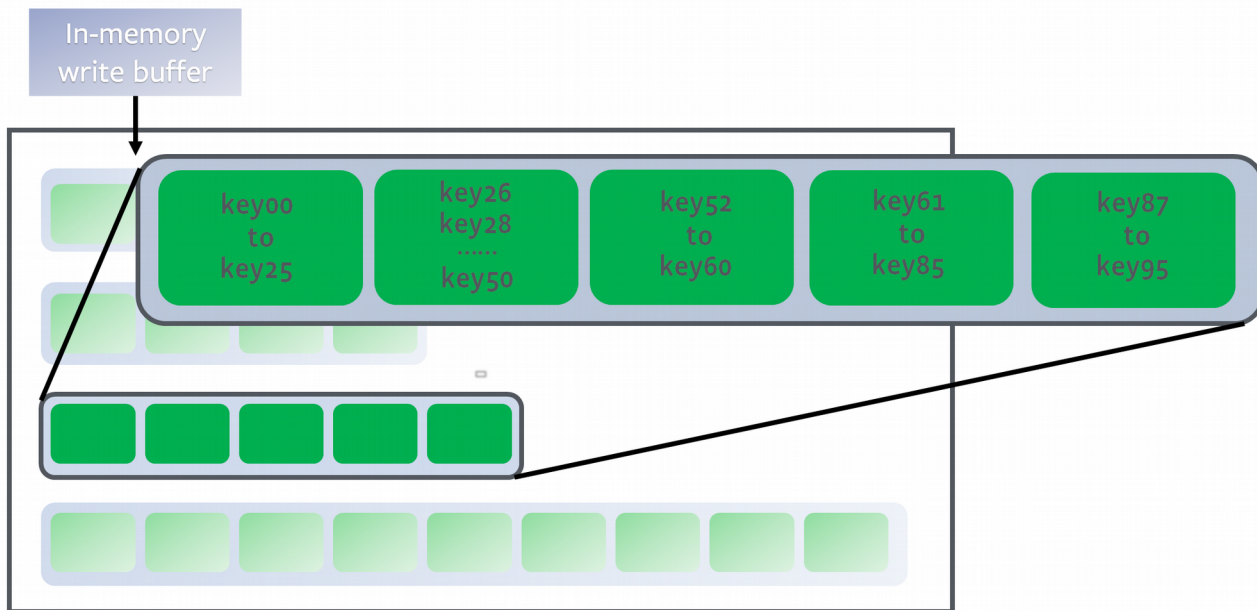 In-memory
write buffer
key00
to
key25
key26
key28
......
key50
key52
to
key60
key61
to
key85
key87
to
key95